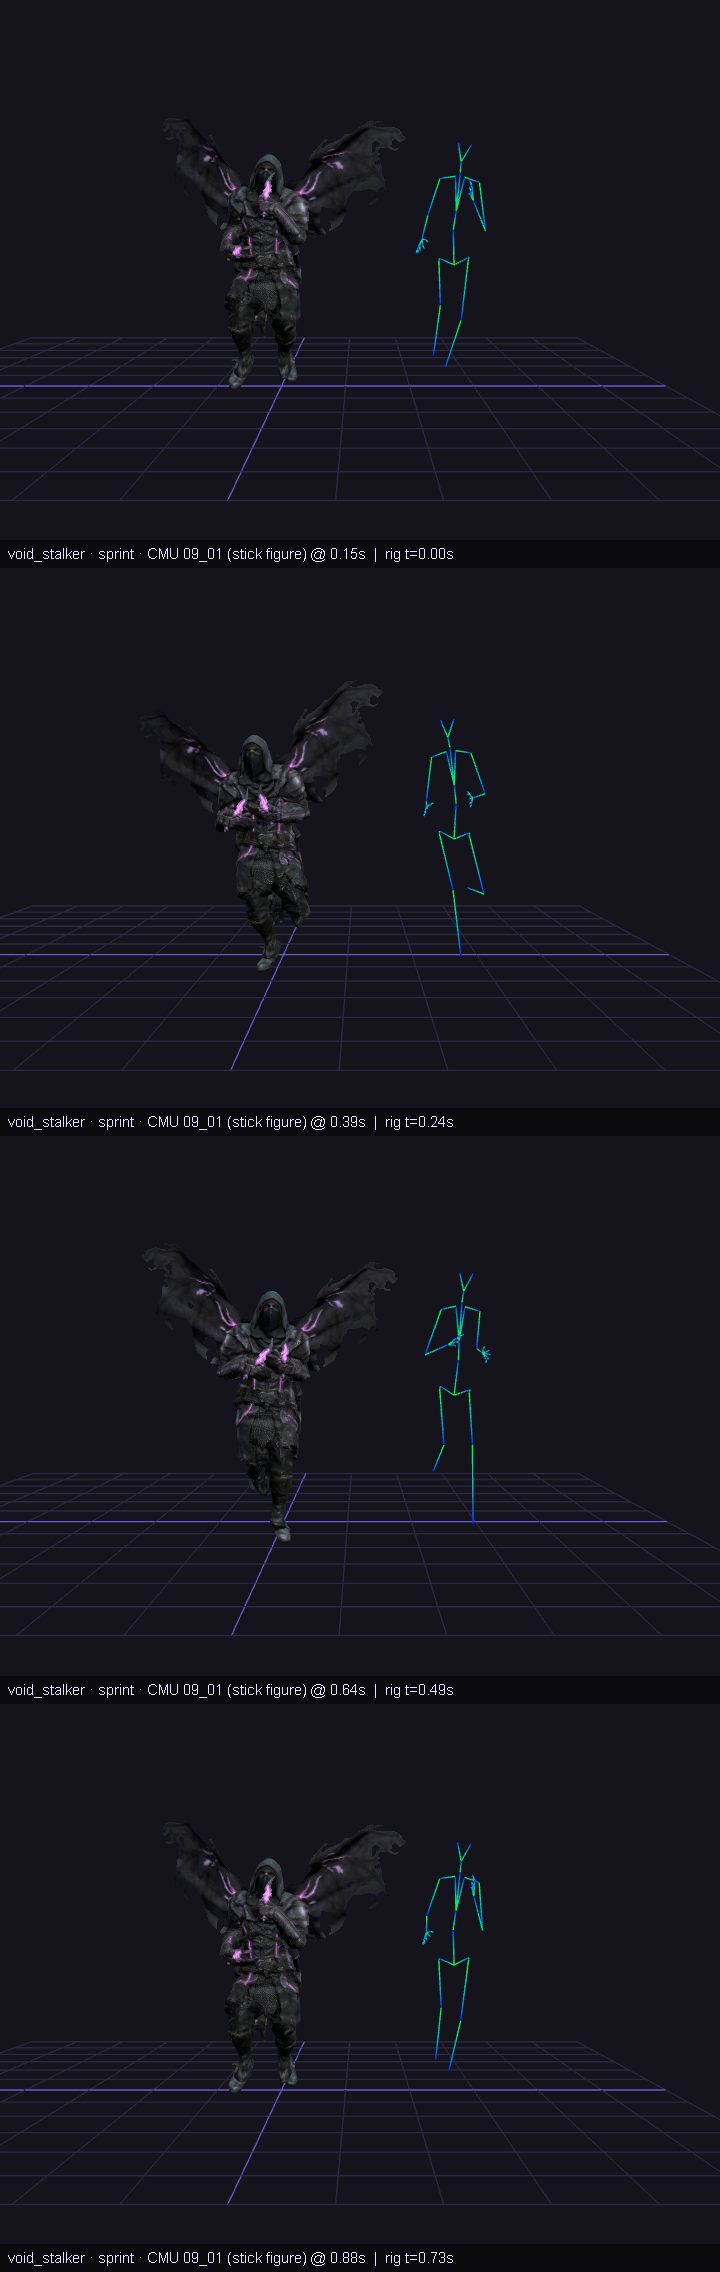 void_stalker · sprint · CMU 09_01 (stick figure) @ 0.15s | rig t=0.00s
void_stalker · sprint · CMU 09_01 (stick figure) @ 0.39s | rig t=0.24s
void_stalker · sprint · CMU 09_01 (stick figure) @ 0.64s | rig t=0.49s
void_stalker · sprint · CMU 09_01 (stick figure) @ 0.88s | rig t=0.73s